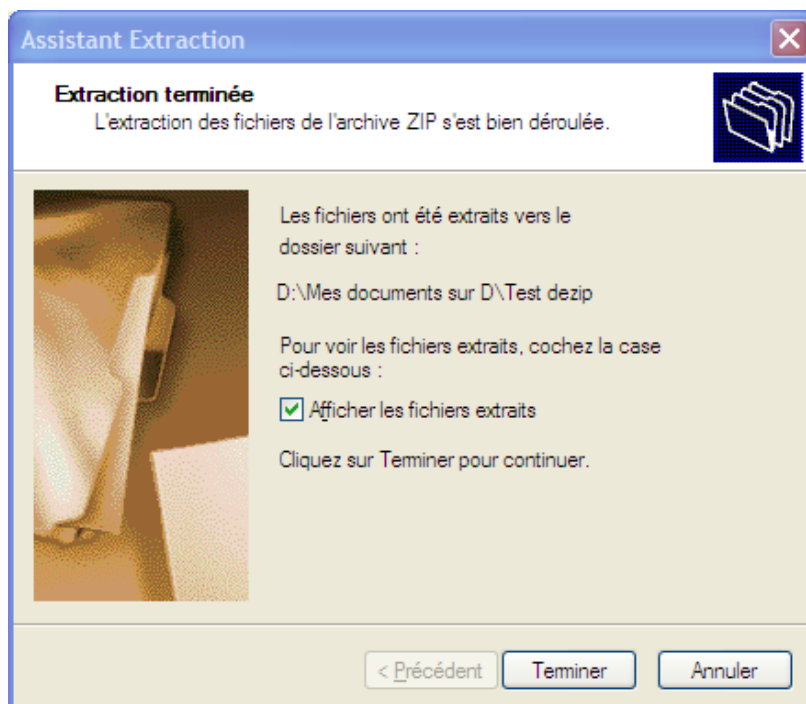 Assistant Extraction
Extraction terminée
L'extraction des fichiers de l'archive ZIP s'est bien déroulée.
Les fichiers ont été extraits vers le
dossier suivant :
D:\Mes documents sur D\Test dezip
Pour voir les fichiers extraits, cochez la case
ci-dessous :
Afficher les fichiers extraits
Cliquez sur Terminer pour continuer.
< Précédent Terminer Annuler